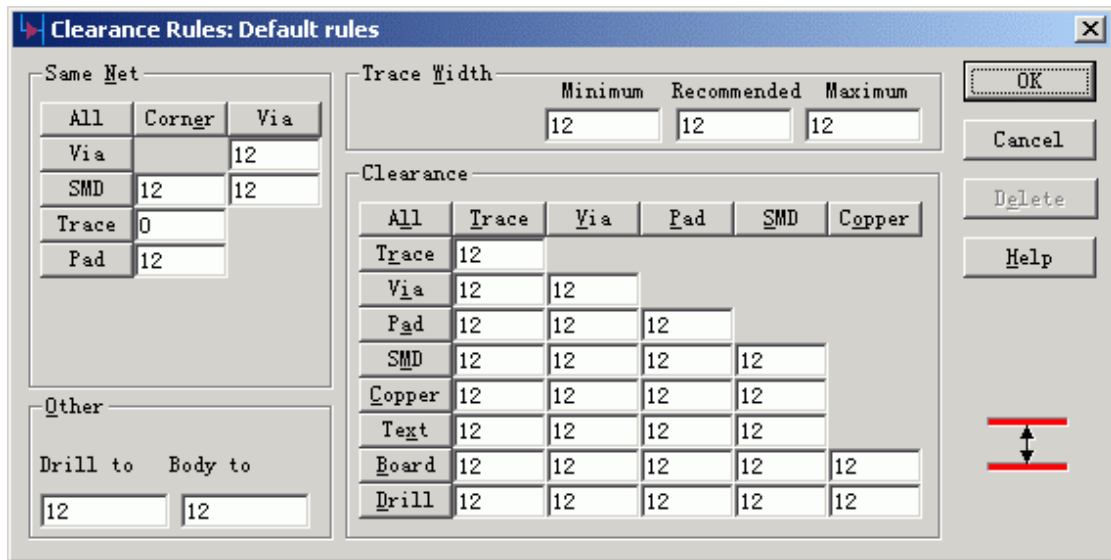 Clearance Rules: Default rules
Same Net
All Corner Via
Via 12
SMD 12 12
Trace 0
Pad 12
Other
Drill to Body to
12 12
Trace Width
Minimum Recommended Maximum
12 12 12
Clearance
All Trace Via Pad SMD Copper
Trace 12
Via 12 12
Pad 12 12 12
SMD 12 12 12 12
Copper 12 12 12 12
Text 12 12 12 12
Board 12 12 12 12 12
Drill 12 12 12 12 12
OK
Cancel
Delete
Help